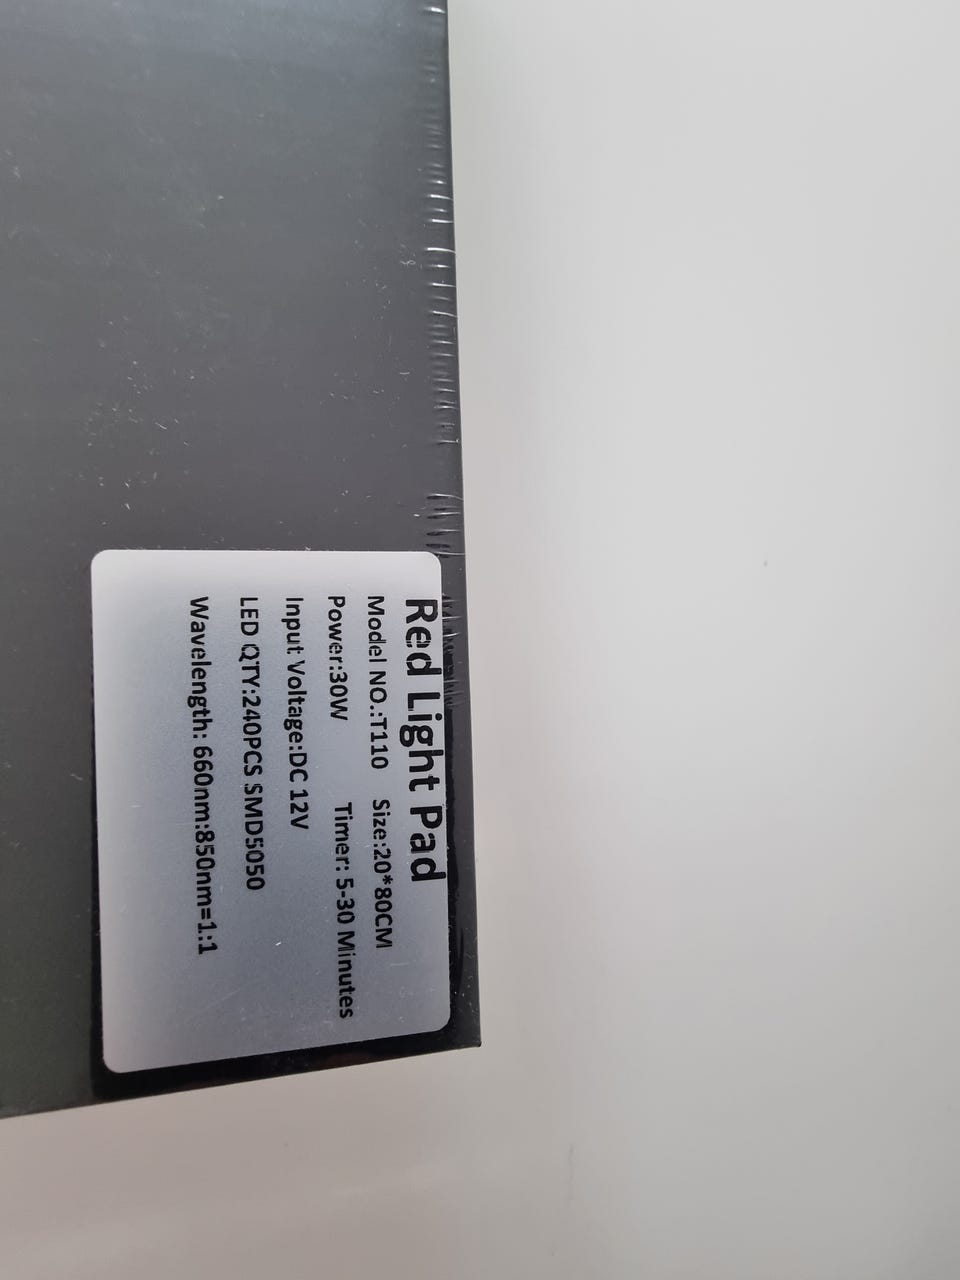 Red Light Pad
Model NO.:T110 Size:20*80CM
Power:30W Timer: 5-30 Minutes
Input Voltage:DC 12V
LED QTY:240PCS SMD5050
Wavelength: 660nm:850nm=1:1